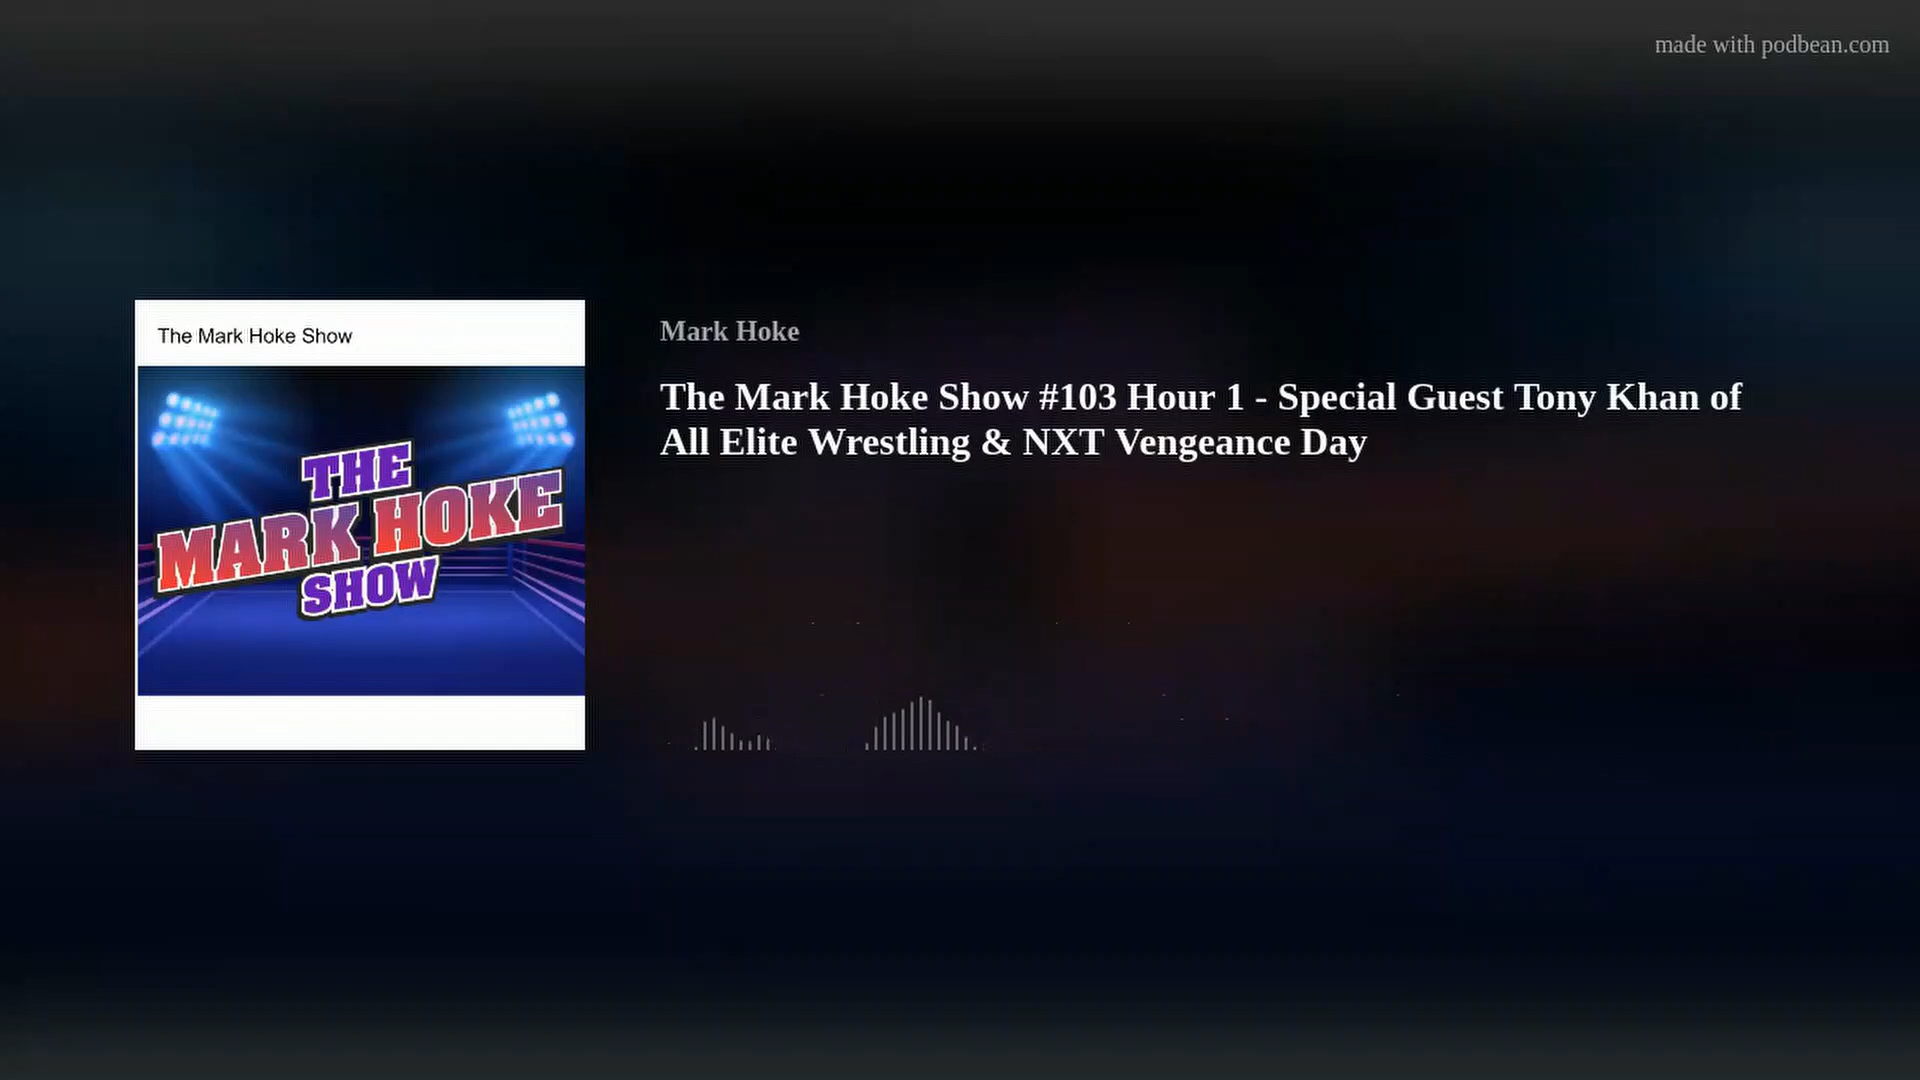 made with podbean.com
The Mark Hoke Show
THE
MARK HOKE
SHOW
Mark Hoke
The Mark Hoke Show #103 Hour 1 - Special Guest Tony Khan of
All Elite Wrestling & NXT Vengeance Day